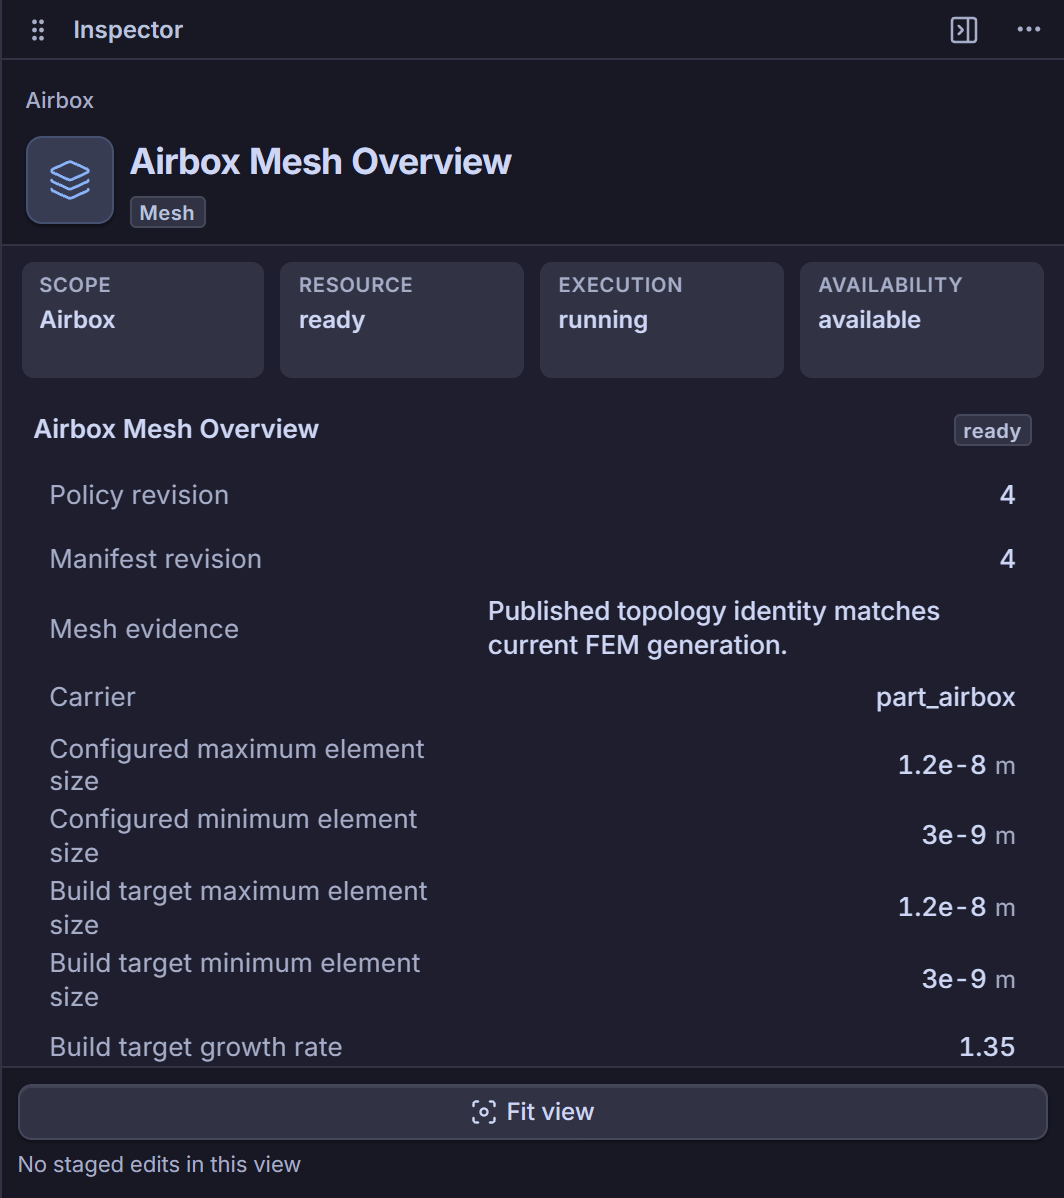 Inspector
Airbox
Airbox Mesh Overview
Mesh
SCOPE
Airbox
RESOURCE
ready
EXECUTION
running
AVAILABILITY
available
Airbox Mesh Overview
ready
Policy revision
4
Manifest revision
4
Mesh evidence
Published topology identity matches
current FEM generation.
Carrier
part_airbox
Configured maximum element
size
1.2e-8 m
Configured minimum element
size
3e-9 m
Build target maximum element
size
1.2e-8 m
Build target minimum element
size
3e-9 m
Build target growth rate
1.35
Fit view
No staged edits in this view